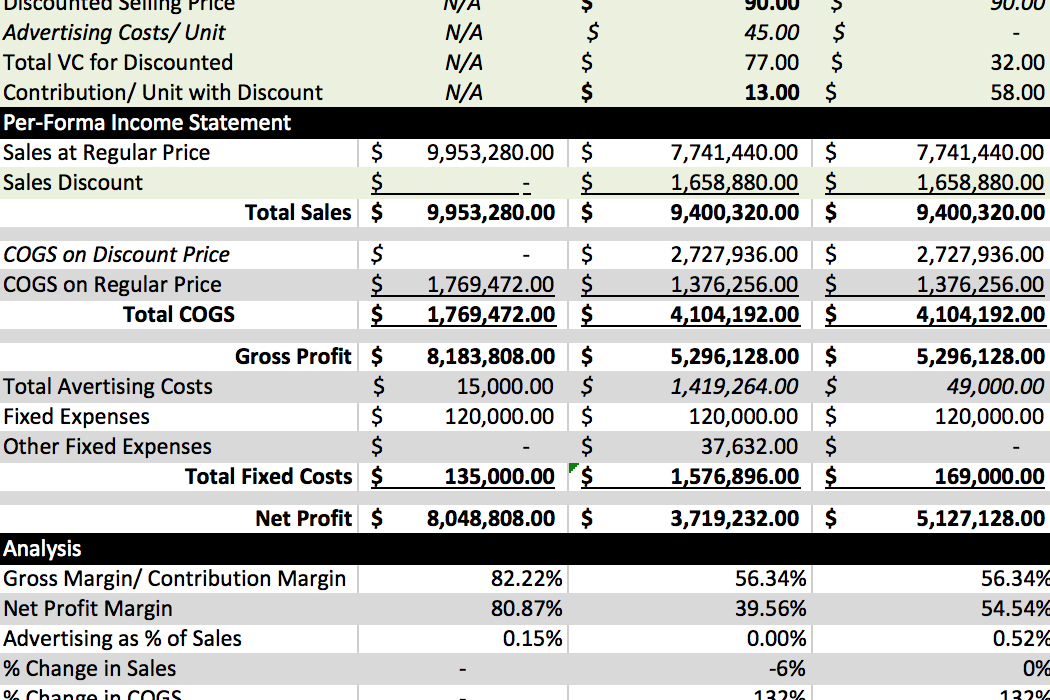 Discounted Selling Price N/A $ 90.00 $ 90.00
Advertising Costs/ Unit N/A $ 45.00 $ -
Total VC for Discounted N/A $ 77.00 $ 32.00
Contribution/ Unit with Discount N/A $ 13.00 $ 58.00
Per-Forma Income Statement
Sales at Regular Price $ 9,953,280.00 $ 7,741,440.00 $ 7,741,440.00
Sales Discount $ - $ 1,658,880.00 $ 1,658,880.00
Total Sales $ 9,953,280.00 $ 9,400,320.00 $ 9,400,320.00
COGS on Discount Price $ - $ 2,727,936.00 $ 2,727,936.00
COGS on Regular Price $ 1,769,472.00 $ 1,376,256.00 $ 1,376,256.00
Total COGS $ 1,769,472.00 $ 4,104,192.00 $ 4,104,192.00
Gross Profit $ 8,183,808.00 $ 5,296,128.00 $ 5,296,128.00
Total Avertising Costs $ 15,000.00 $ 1,419,264.00 $ 49,000.00
Fixed Expenses $ 120,000.00 $ 120,000.00 $ 120,000.00
Other Fixed Expenses $ - $ 37,632.00 $ -
Total Fixed Costs $ 135,000.00 $ 1,576,896.00 $ 169,000.00
Net Profit $ 8,048,808.00 $ 3,719,232.00 $ 5,127,128.00
Analysis
Gross Margin/ Contribution Margin 82.22% 56.34% 56.34%
Net Profit Margin 80.87% 39.56% 54.54%
Advertising as % of Sales 0.15% 0.00% 0.52%
% Change in Sales - -6% 0%
% Change in COGS - 132% 132%